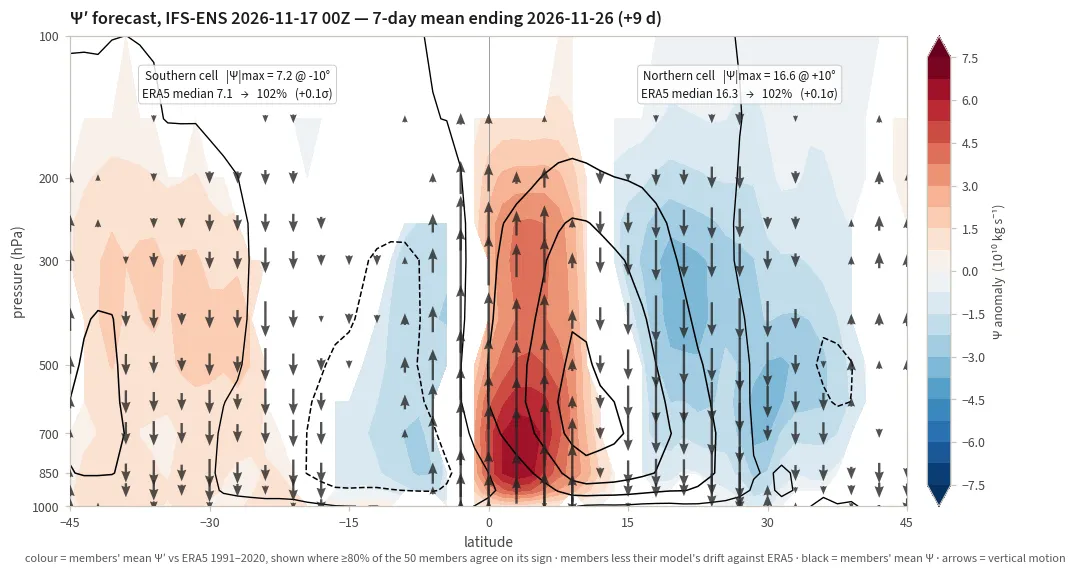 Ψ′ forecast, IFS-ENS 2026-11-17 00Z — 7-day mean ending 2026-11-26 (+9 d)
Southern cell |Ψ|max = 7.2 @ -10°
ERA5 median 7.1 → 102% (+0.1σ)
Northern cell |Ψ|max = 16.6 @ +10°
ERA5 median 16.3 → 102% (+0.1σ)
pressure (hPa)
100
200
300
400
500
700
850
1000
−45
−30
−15
0
15
30
45
latitude
7.5
6.0
4.5
3.0
1.5
0.0
−1.5
−3.0
−4.5
−6.0
−7.5
Ψ anomaly (10¹⁰ kg s⁻¹)
colour = members' mean Ψ′ vs ERA5 1991–2020, shown where ≥80% of the 50 members agree on its sign · members less their model's drift against ERA5 · black = members' mean Ψ · arrows = vertical motion